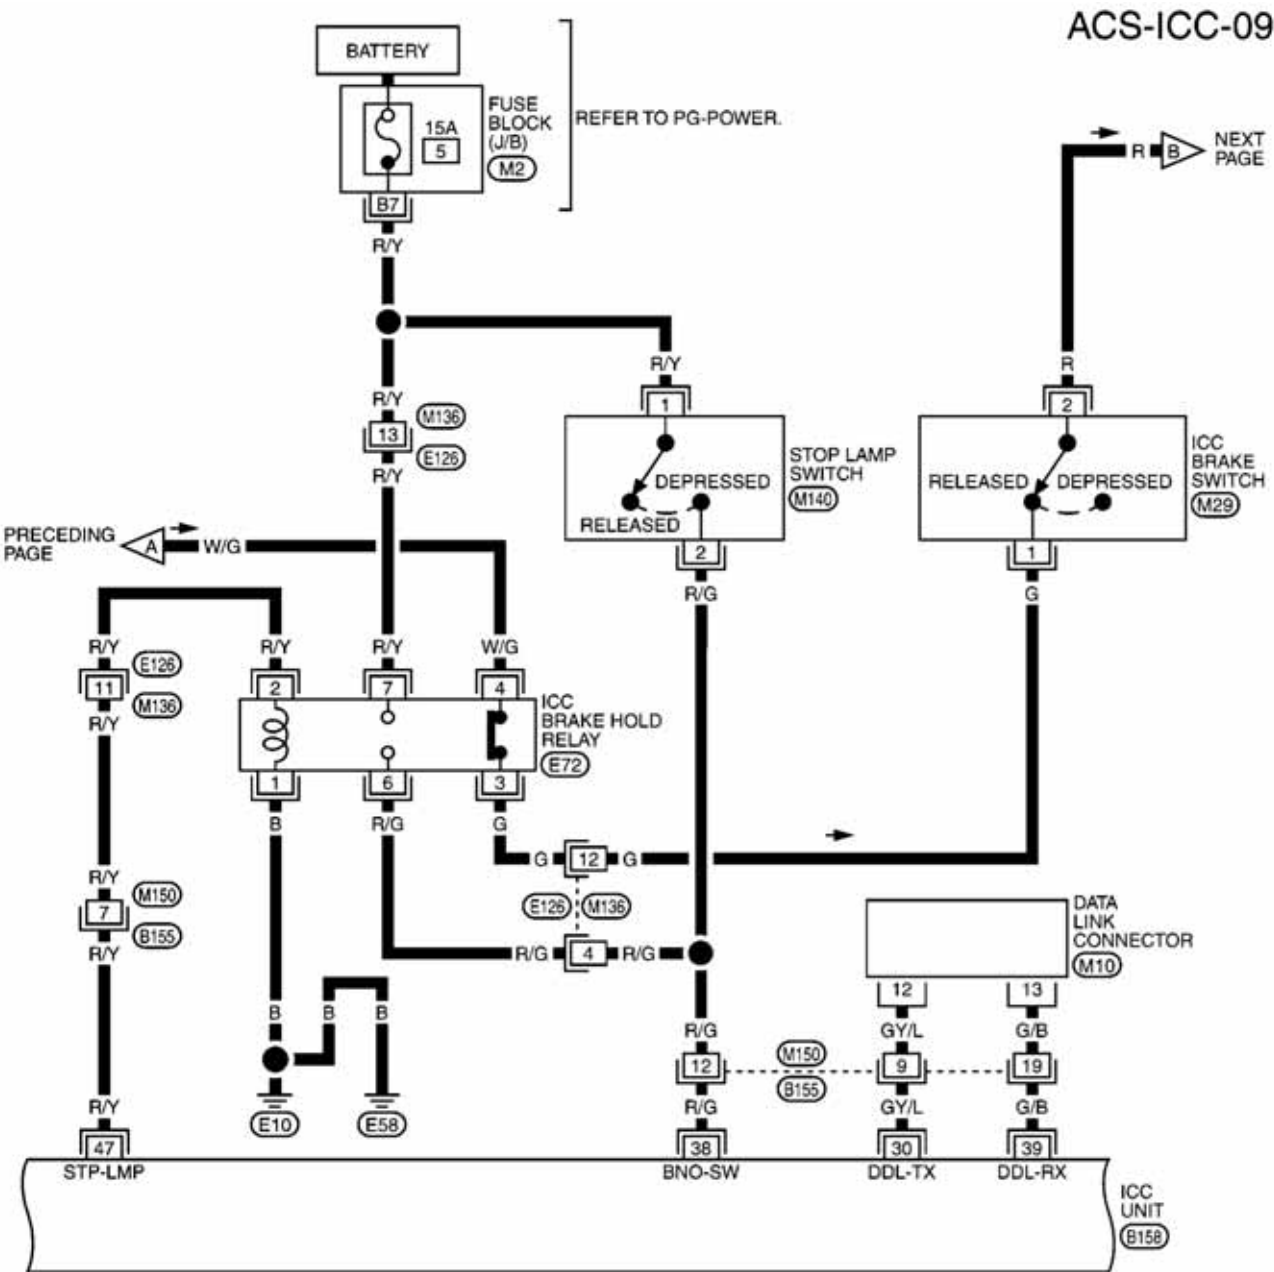 ACS-ICC-09
BATTERY
FUSE
BLOCK
(J/B)
M2
15A
5
REFER TO PG-POWER.
B7
R/Y
R
B
NEXT
PAGE
R/Y
R/Y
R
13
M136
E126
R/Y
1
2
STOP LAMP
SWITCH
M140
DEPRESSED
RELEASED
ICC
BRAKE
SWITCH
M29
RELEASED
DEPRESSED
PRECEDING
PAGE
A
W/G
2
1
R/G
G
R/Y
R/Y
R/Y
W/G
11
E126
M136
2
7
4
ICC
BRAKE HOLD
RELAY
E72
R/Y
1
6
3
B
R/G
G
G
12
G
R/Y
7
M150
B155
R/Y
E126
M136
R/G
4
R/G
DATA
LINK
CONNECTOR
M10
12
13
B
B
B
R/G
GY/L
G/B
12
M150
B155
9
19
R/Y
E10
E58
R/G
GY/L
G/B
47
38
30
39
STP-LMP
BNO-SW
DDL-TX
DDL-RX
ICC
UNIT
B158